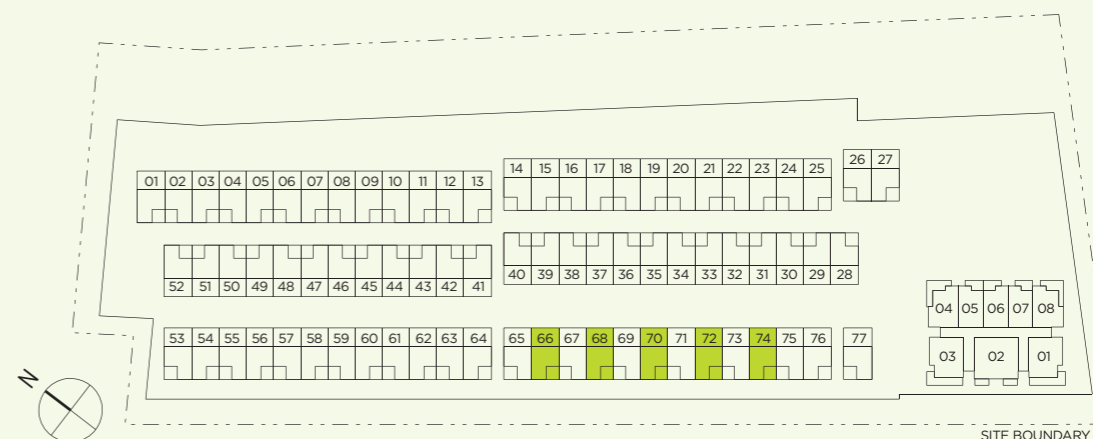 14 15 16 17 18 19 20 21 22 23 24 25
26 27
01 02 03 04 05 06 07 08 09 10 11 12 13
40 39 38 37 36 35 34 33 32 31 30 29 28
52 51 50 49 48 47 46 45 44 43 42 41
04 05 06 07 08
53 54 55 56 57 58 59 60 61 62 63 64
65 66 67 68 69 70 71 72 73 74 75 76
77
03 02 01
N
SITE BOUNDARY